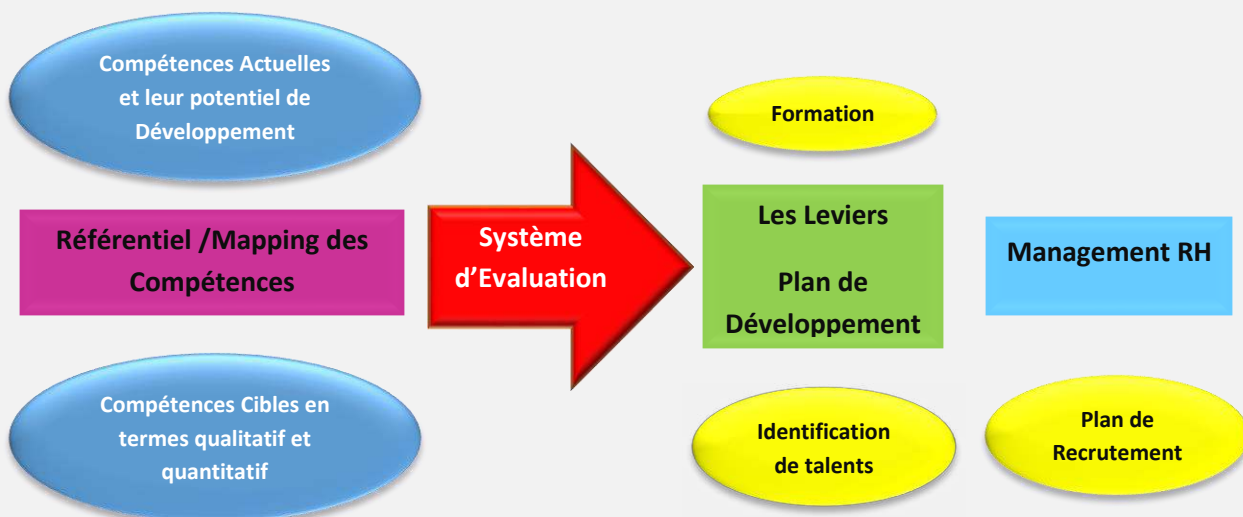 Compétences Actuelles
et leur potentiel de
Développement
Référentiel /Mapping des
Compétences
Compétences Cibles en
termes qualitatif et
quantitatif
Système
d’Evaluation
Formation
Les Leviers
Plan de
Développement
Identification
de talents
Management RH
Plan de
Recrutement